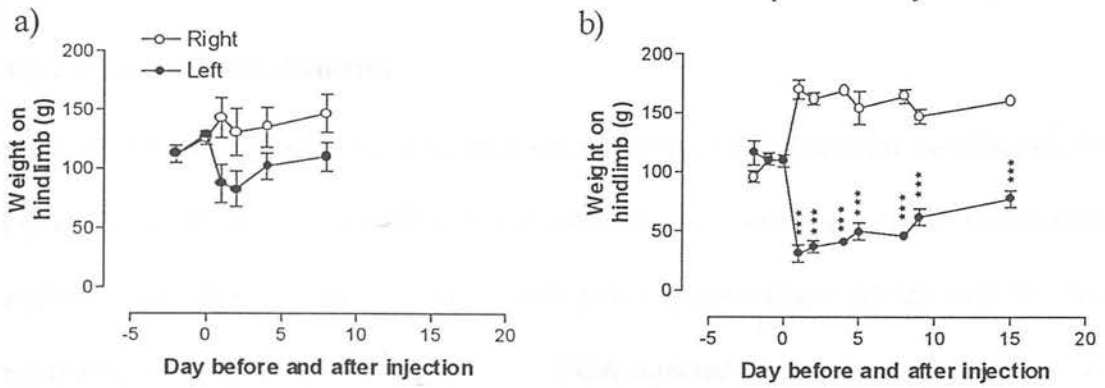 a)
Right
Left
200
150
100
50
0
Weight on
hindlimb (g)
-5 0 5 10 15 20
Day before and after injection
b)
200
150
100
50
0
Weight on
hindlimb (g)
*** *** *** *** *** *** ***
-5 0 5 10 15 20
Day before and after injection